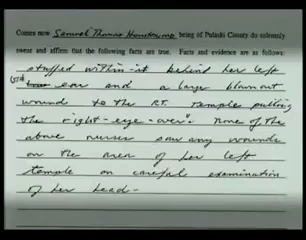 Comes now Samuel Thomas being of Pulaski County do solemnly
swear and affirm that the following facts are true. Facts and evidence are as follows:
stuffed within it behind her left
ear and a large blowout
wound to the RT. Temple putting
the right-eye-over". None of the
above nurses saw any wounds
on the area of her left
temple on careful examination
of her head-